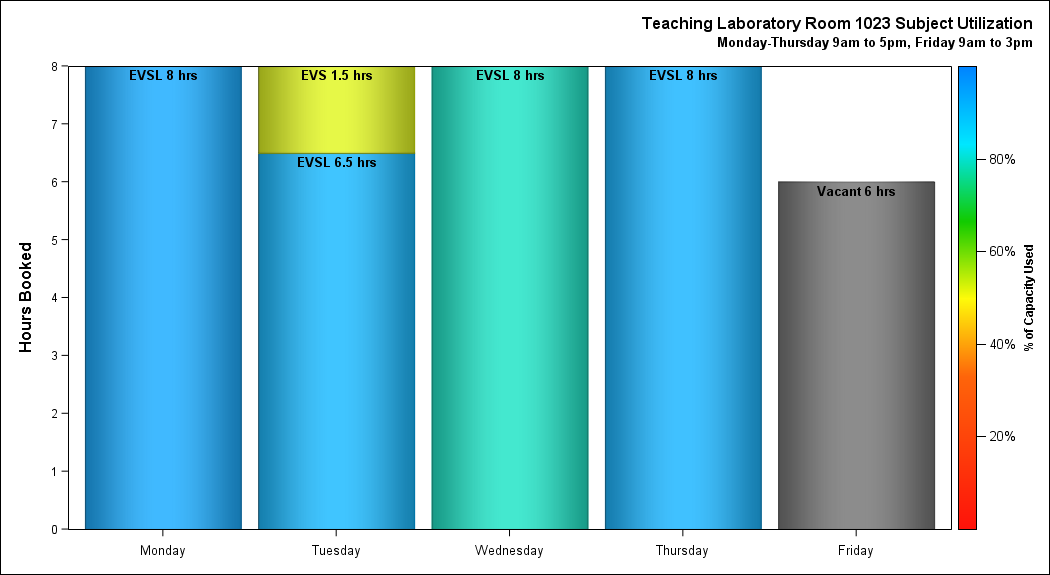 Teaching Laboratory Room 1023 Subject Utilization
Monday-Thursday 9am to 5pm, Friday 9am to 3pm
Hours Booked
8
7
6
5
4
3
2
1
0
EVSL 8 hrs
EVS 1.5 hrs
EVSL 6.5 hrs
EVSL 8 hrs
EVSL 8 hrs
Vacant 6 hrs
Monday
Tuesday
Wednesday
Thursday
Friday
80%
60%
40%
20%
% of Capacity Used